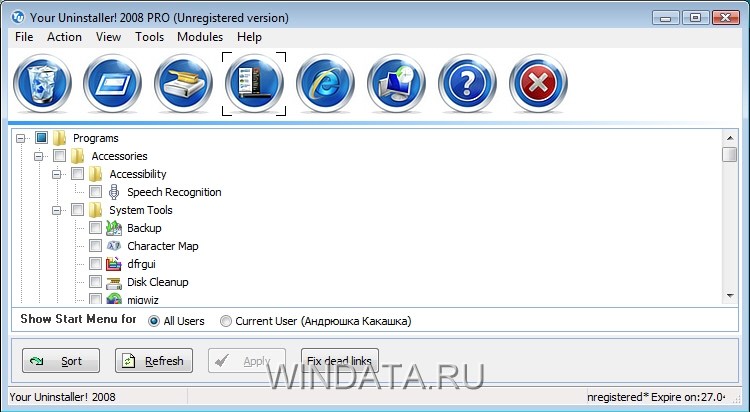 Your Uninstaller! 2008 PRO (Unregistered version)
File Action View Tools Modules Help
Programs
Accessories
Accessibility
Speech Recognition
System Tools
Backup
Character Map
dfrgui
Disk Cleanup
migwiz
Show Start Menu for All Users Current User (Андрюшка Какашка)
Sort Refresh Apply Fix dead links
WINDATA.RU
Your Uninstaller! 2008 nregistered* Expire on:27.04